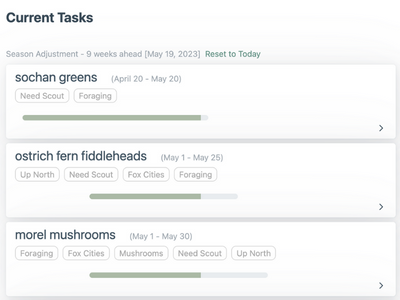 Current Tasks
Season Adjustment - 9 weeks ahead [May 19, 2023] Reset to Today
sochan greens (April 20 - May 20)
Need Scout Foraging
ostrich fern fiddleheads (May 1 - May 25)
Up North Need Scout Fox Cities Foraging
morel mushrooms (May 1 - May 30)
Foraging Fox Cities Mushrooms Need Scout Up North